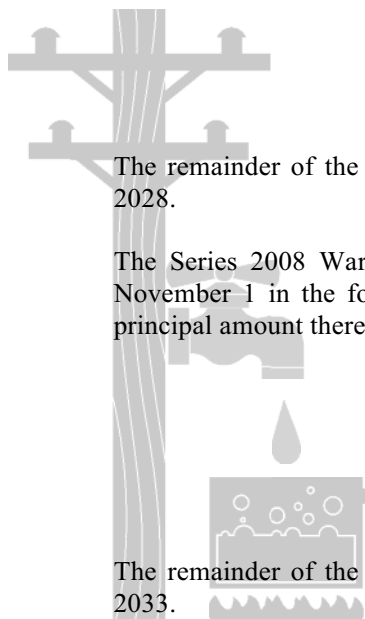 The remainder of the
2028.
The Series 2008 War
November 1 in the fo
principal amount there
The remainder of the
2033.